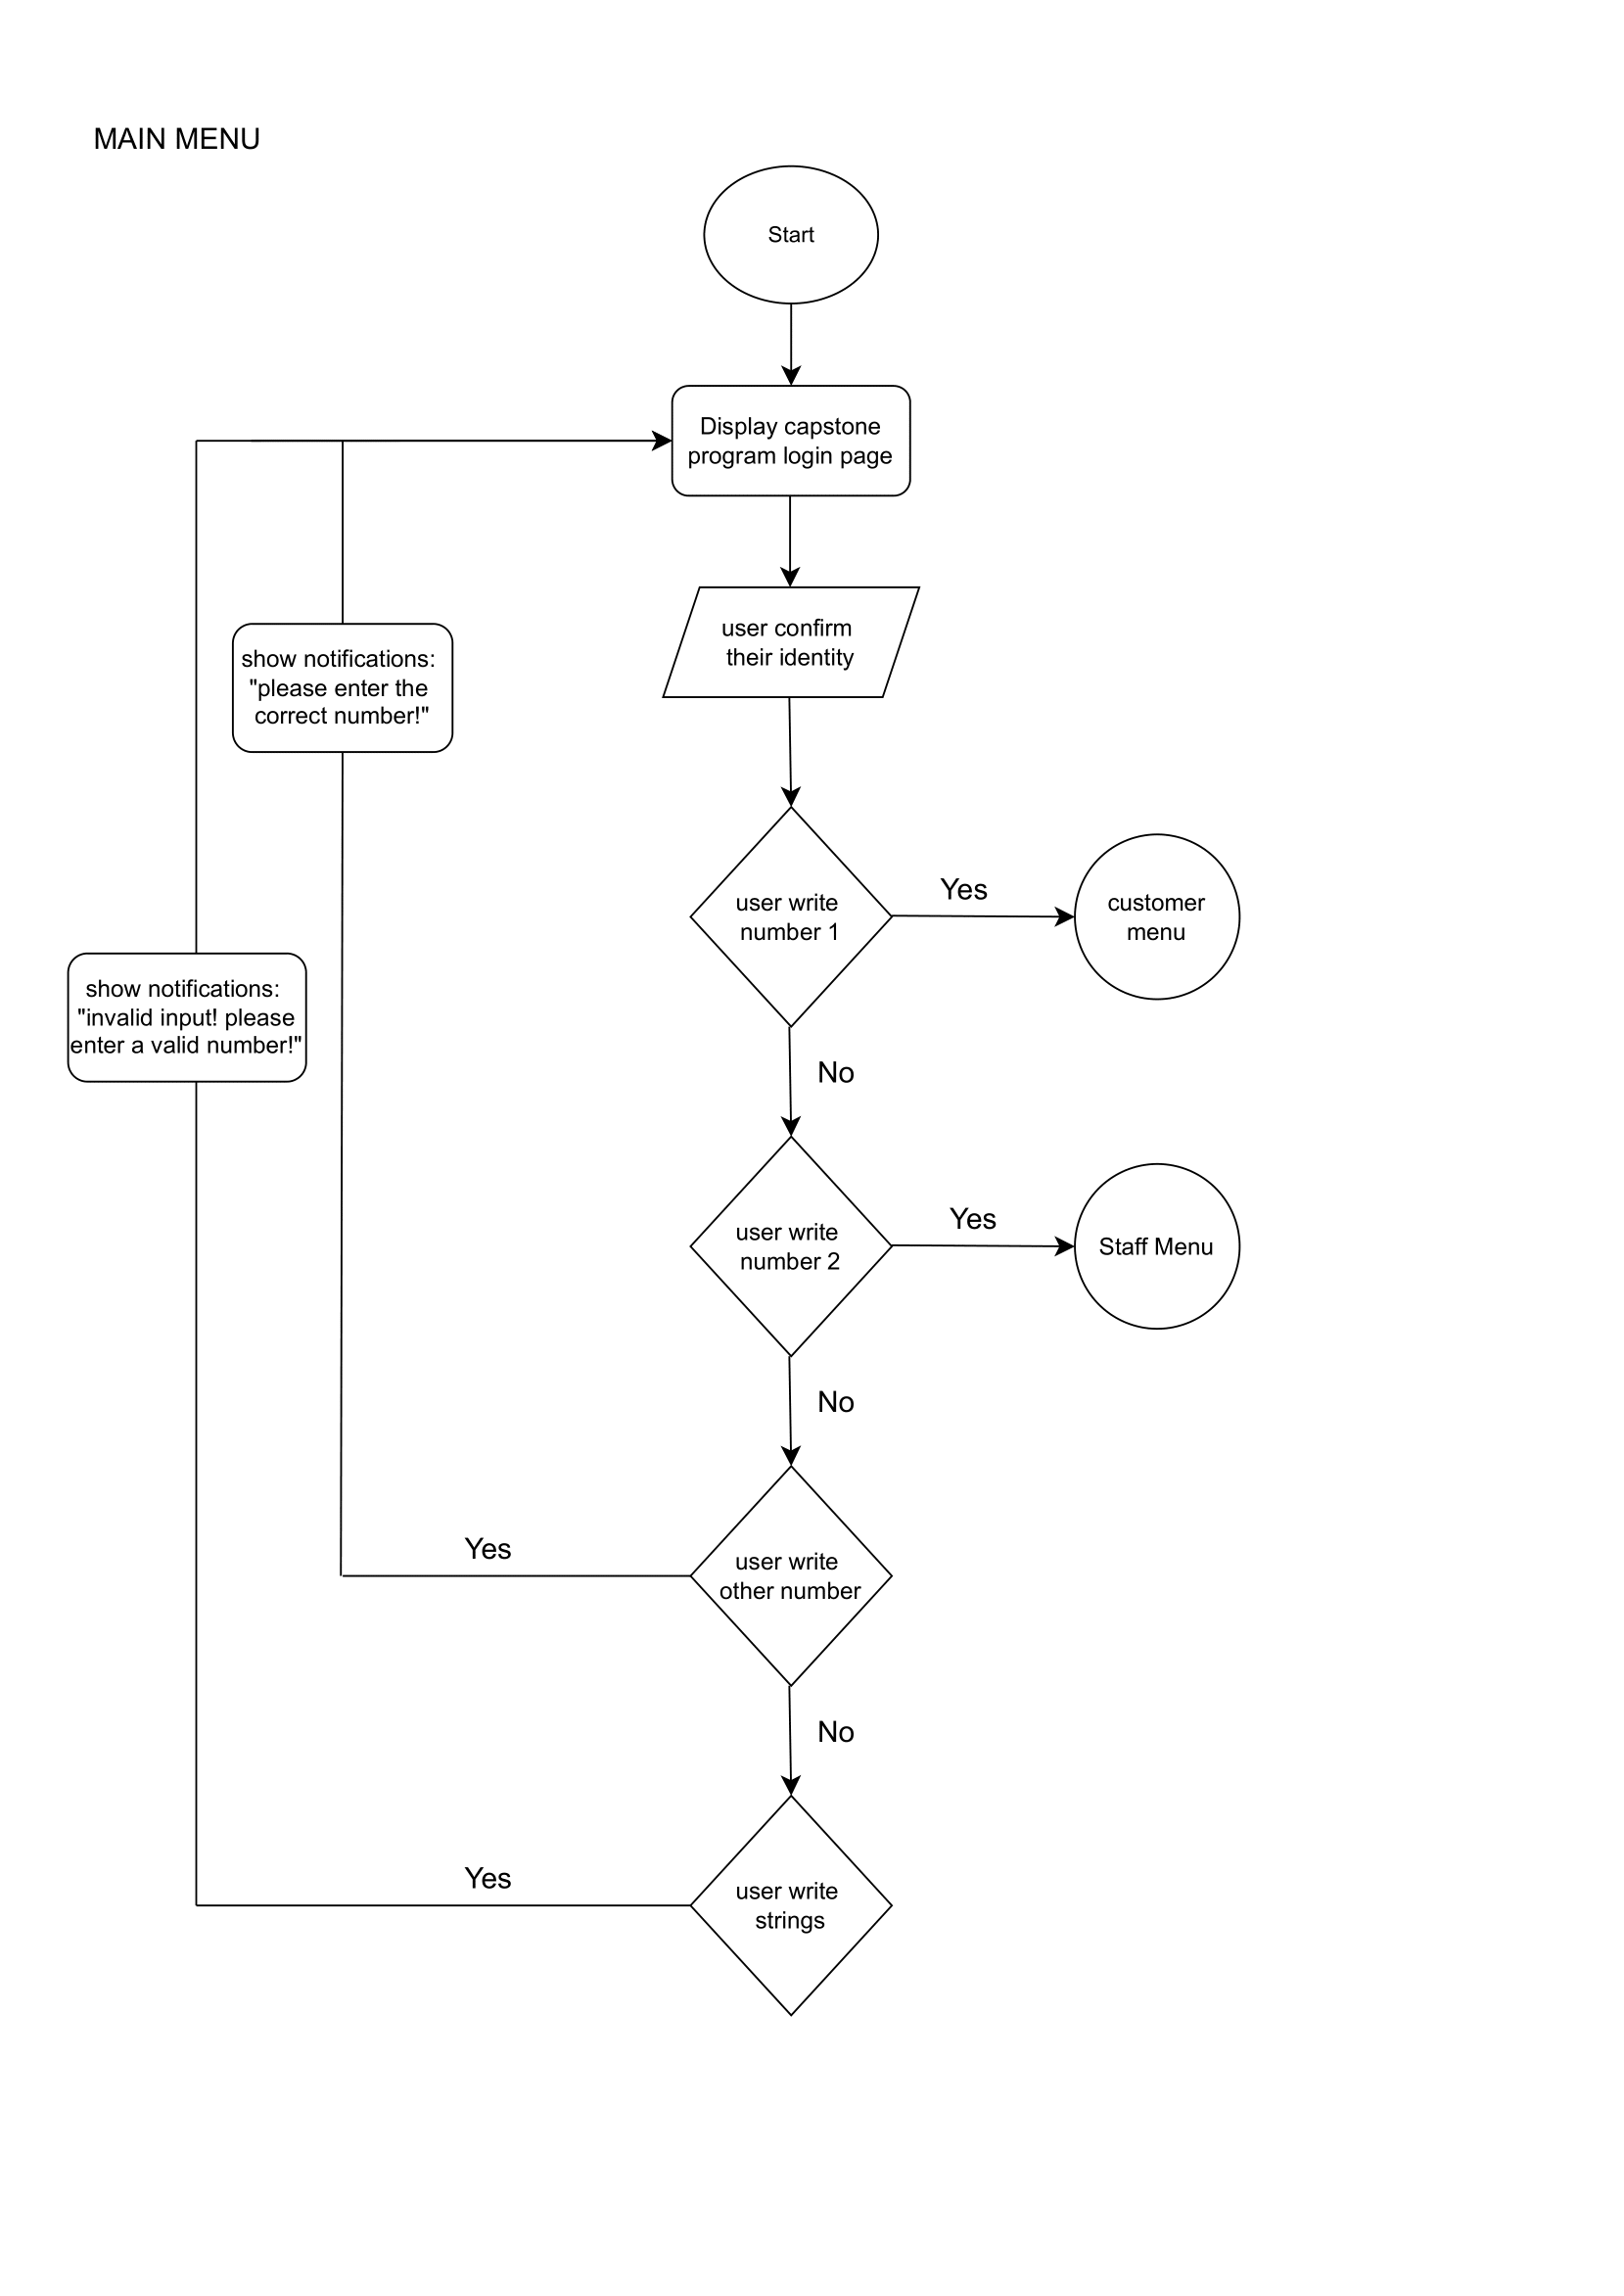 MAIN MENU
Start
Display capstone
program login page
user confirm
their identity
show notifications:
"please enter the
correct number!"
user write
number 1
Yes
customer
menu
show notifications:
"invalid input! please
enter a valid number!"
No
user write
number 2
Yes
Staff Menu
No
Yes
user write
other number
No
Yes
user write
strings